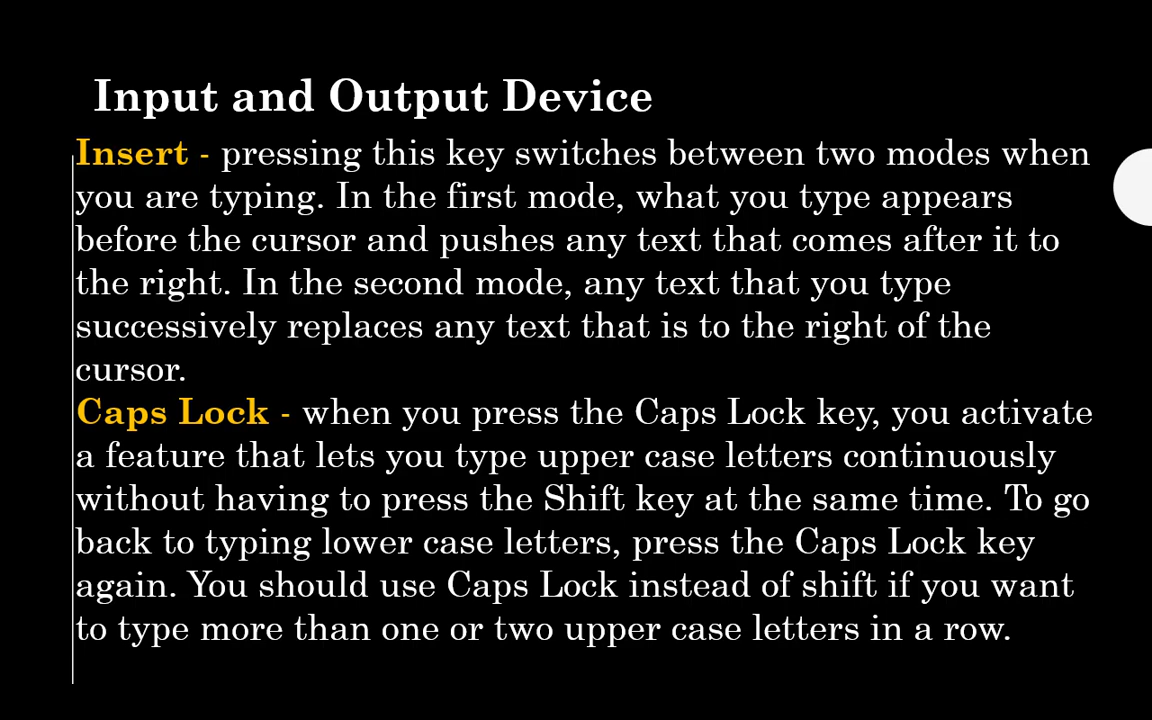 Input and Output Device
Insert - pressing this key switches between two modes when
you are typing. In the first mode, what you type appears
before the cursor and pushes any text that comes after it to
the right. In the second mode, any text that you type
successively replaces any text that is to the right of the
cursor.
Caps Lock - when you press the Caps Lock key, you activate
a feature that lets you type upper case letters continuously
without having to press the Shift key at the same time. To go
back to typing lower case letters, press the Caps Lock key
again. You should use Caps Lock instead of shift if you want
to type more than one or two upper case letters in a row.